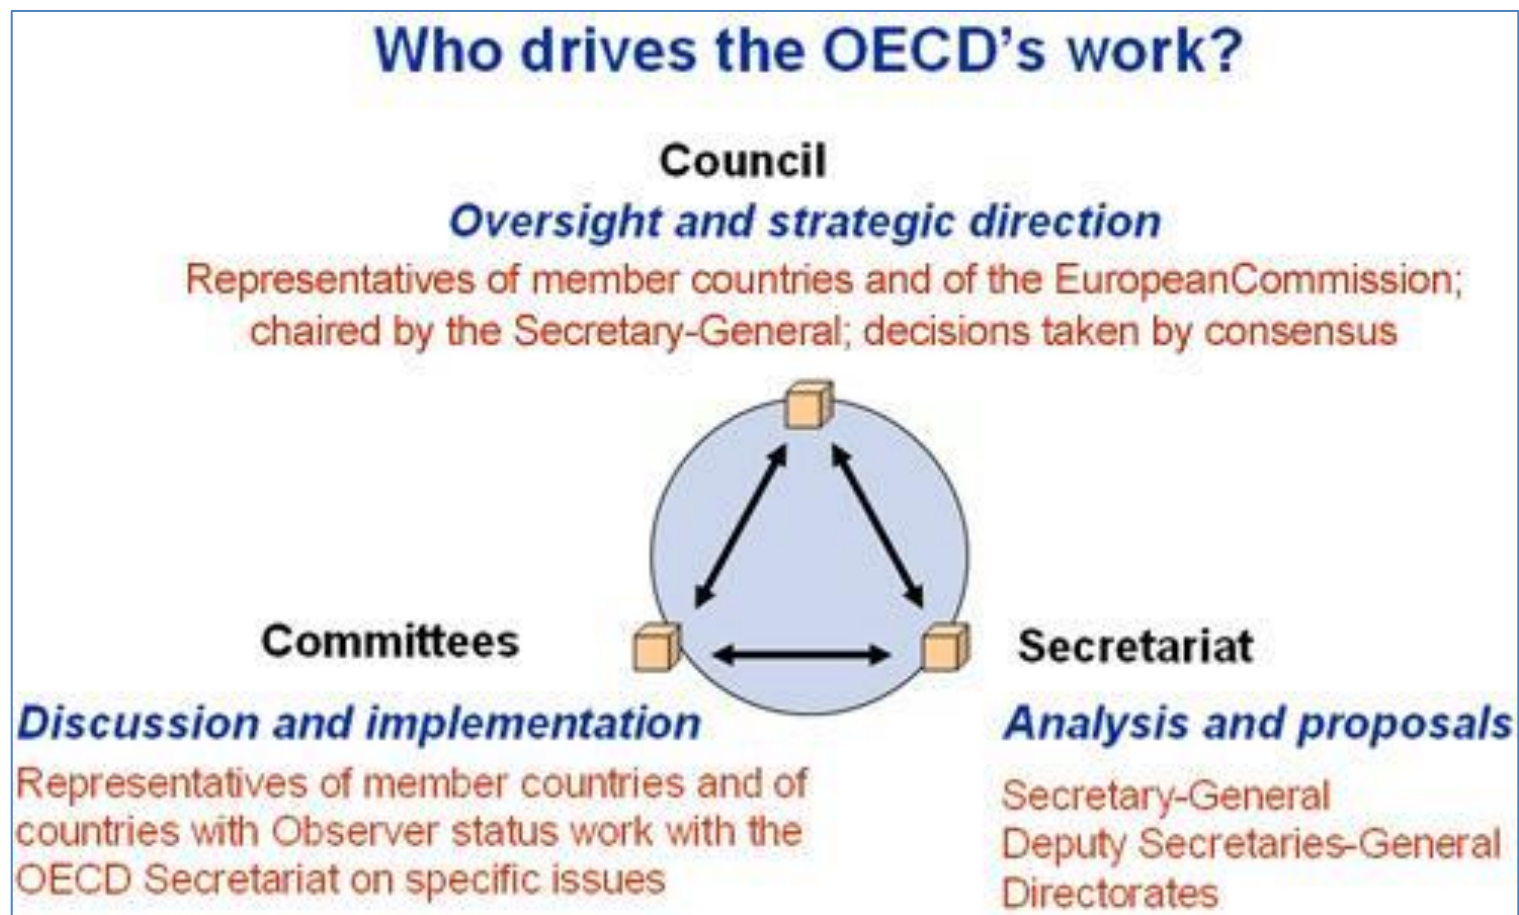 Who drives the OECD's work?
Council
Oversight and strategic direction
Representatives of member countries and of the EuropeanCommission;
chaired by the Secretary-General; decisions taken by consensus
Committees
Discussion and implementation
Representatives of member countries and of
countries with Observer status work with the
OECD Secretariat on specific issues
Secretariat
Analysis and proposals
Secretary-General
Deputy Secretaries-General
Directorates